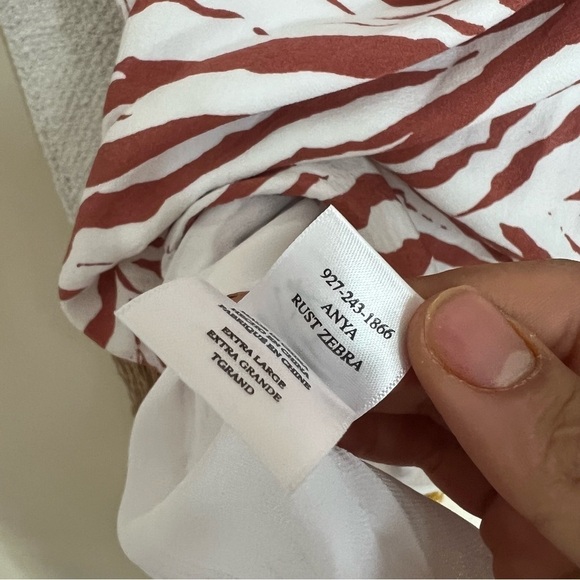 927-243-1866
ANYA
RUST ZEBRA
FABRIQUE EN CHINE
EXTRA LARGE
EXTRA GRANDE
TGRAND